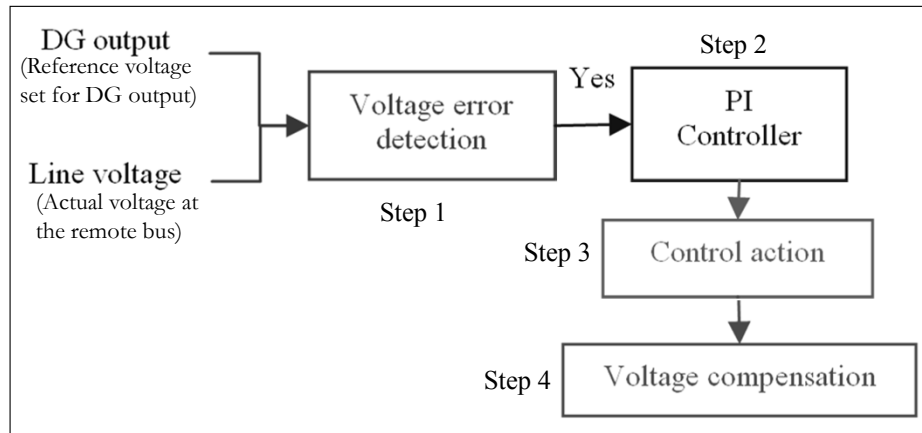 DG output
(Reference voltage
set for DG output)
Line voltage
(Actual voltage at
the remote bus)
Voltage error
detection
Step 1
Yes
Step 2
PI
Controller
Step 3
Control action
Step 4
Voltage compensation